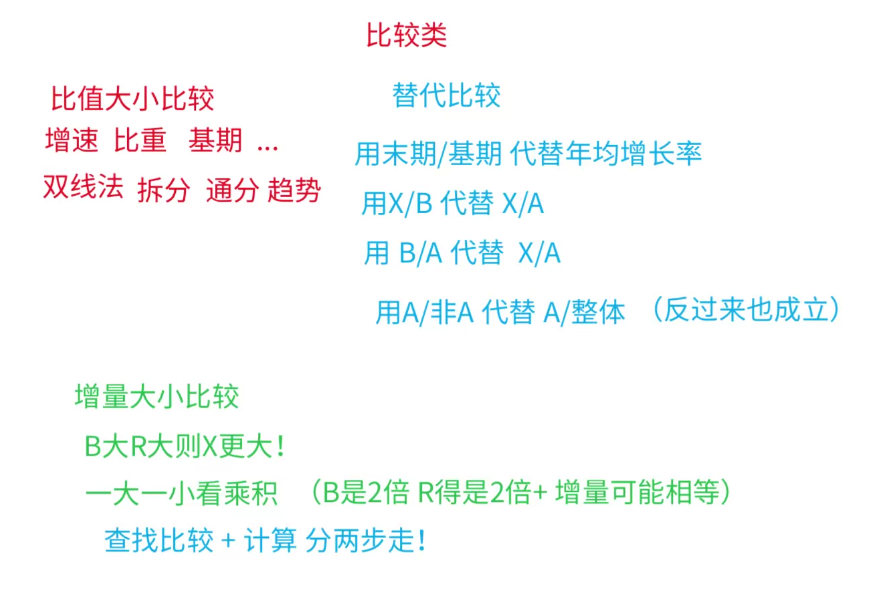 比较类
比值大小比较
增速 比重 基期 ...
双线法 拆分 通分 趋势
替代比较
用末期/基期 代替年均增长率
用X/B 代替 X/A
用 B/A 代替 X/A
用A/非A 代替 A/整体 （反过来也成立）
增量大小比较
B大R大则X更大！
一大一小看乘积 （B是2倍 R得是2倍+ 增量可能相等）
查找比较 + 计算 分两步走！